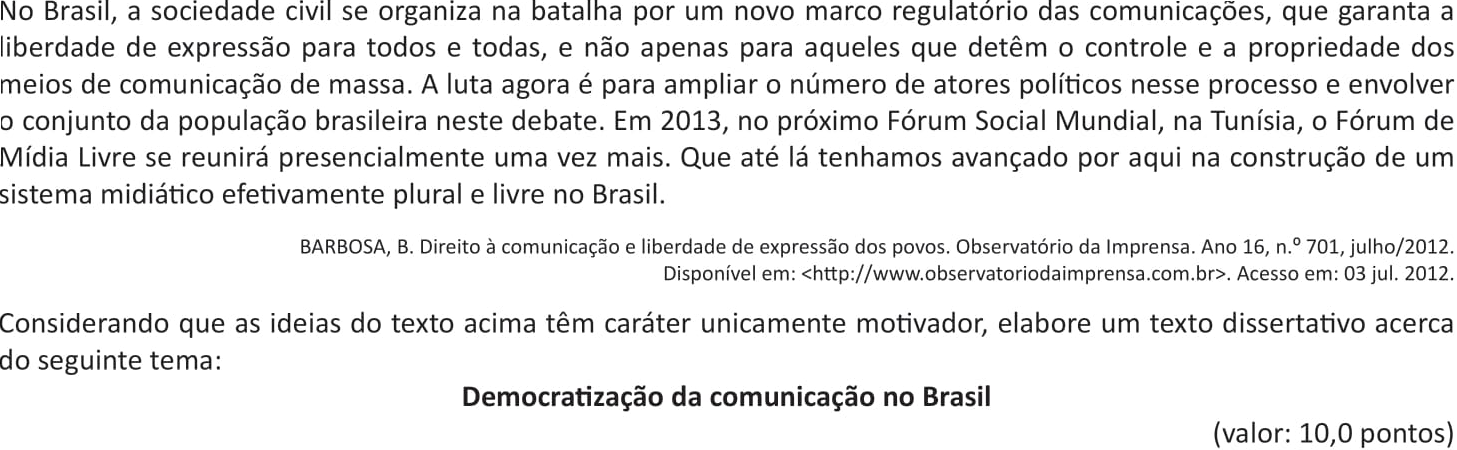 No Brasil, a sociedade civil se organiza na batalha por um novo marco regulatório das comunicações, que garanta a
liberdade de expressão para todos e todas, e não apenas para aqueles que detêm o controle e a propriedade dos
meios de comunicação de massa. A luta agora é para ampliar o número de atores políticos nesse processo e envolver
o conjunto da população brasileira neste debate. Em 2013, no próximo Fórum Social Mundial, na Tunísia, o Fórum de
Mídia Livre se reunirá presencialmente uma vez mais. Que até lá tenhamos avançado por aqui na construção de um
sistema midiático efetivamente plural e livre no Brasil.
BARBOSA, B. Direito à comunicação e liberdade de expressão dos povos. Observatório da Imprensa. Ano 16, n.º 701, julho/2012.
Disponível em: <http://www.observatoriodaimprensa.com.br>. Acesso em: 03 jul. 2012.
Considerando que as ideias do texto acima têm caráter unicamente motivador, elabore um texto dissertativo acerca
do seguinte tema:
Democratização da comunicação no Brasil
(valor: 10,0 pontos)